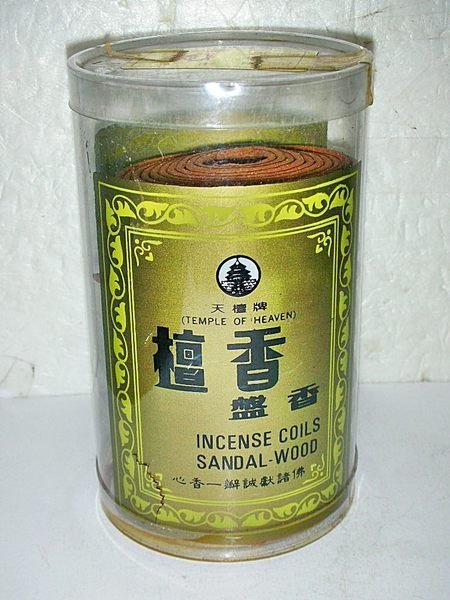 天檀牌
(TEMPLE OF HEAVEN)
檀香
盤香
INCENSE COILS
SANDAL-WOOD
心香一瓣誠獻諸佛